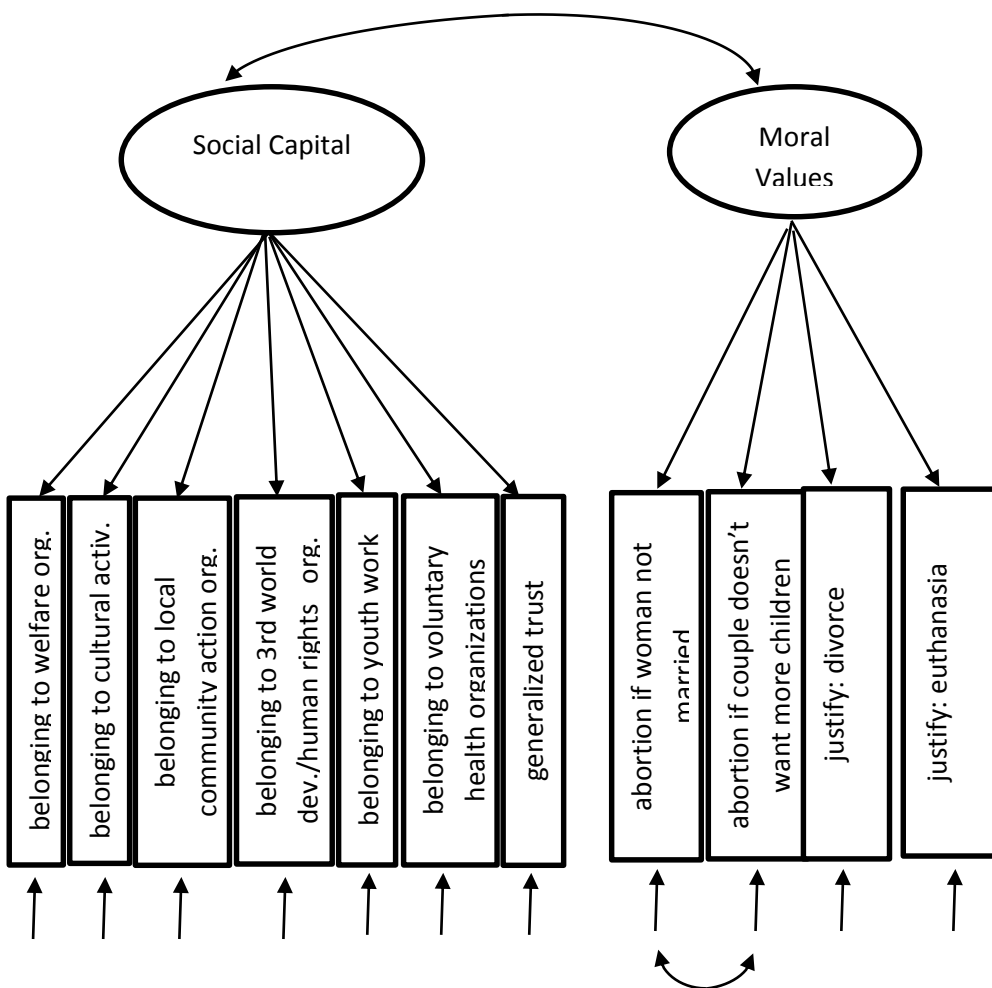 Social Capital
Moral
Values
belonging to welfare org.
belonging to cultural activ.
belonging to local
community action org.
belonging to 3rd world
dev./human rights org.
belonging to youth work
belonging to voluntary
health organizations
generalized trust
abortion if woman not
married
abortion if couple doesn’t
want more children
justify: divorce
justify: euthanasia